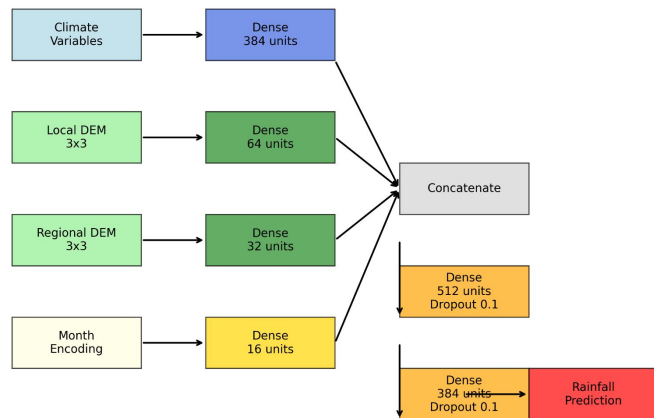 Climate
Variables
Dense
384 units
Local DEM
3x3
Dense
64 units
Concatenate
Regional DEM
3x3
Dense
32 units
Dense
512 units
Dropout 0.1
Month
Encoding
Dense
16 units
Dense
384 units
Dropout 0.1
Rainfall
Prediction